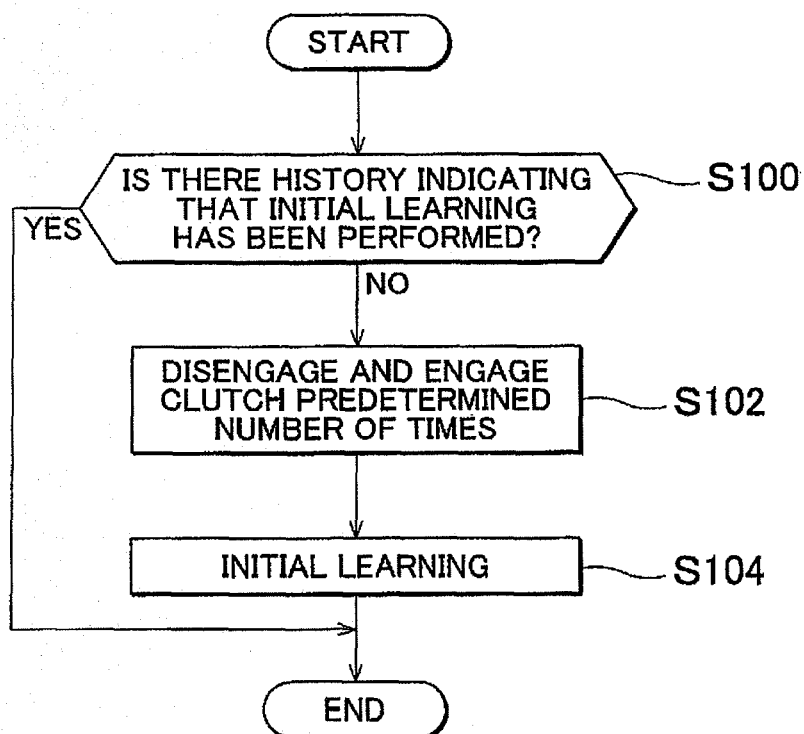 START
IS THERE HISTORY INDICATING
THAT INITIAL LEARNING
HAS BEEN PERFORMED?
S100
YES
NO
DISENGAGE AND ENGAGE
CLUTCH PREDETERMINED
NUMBER OF TIMES
S102
INITIAL LEARNING
S104
END